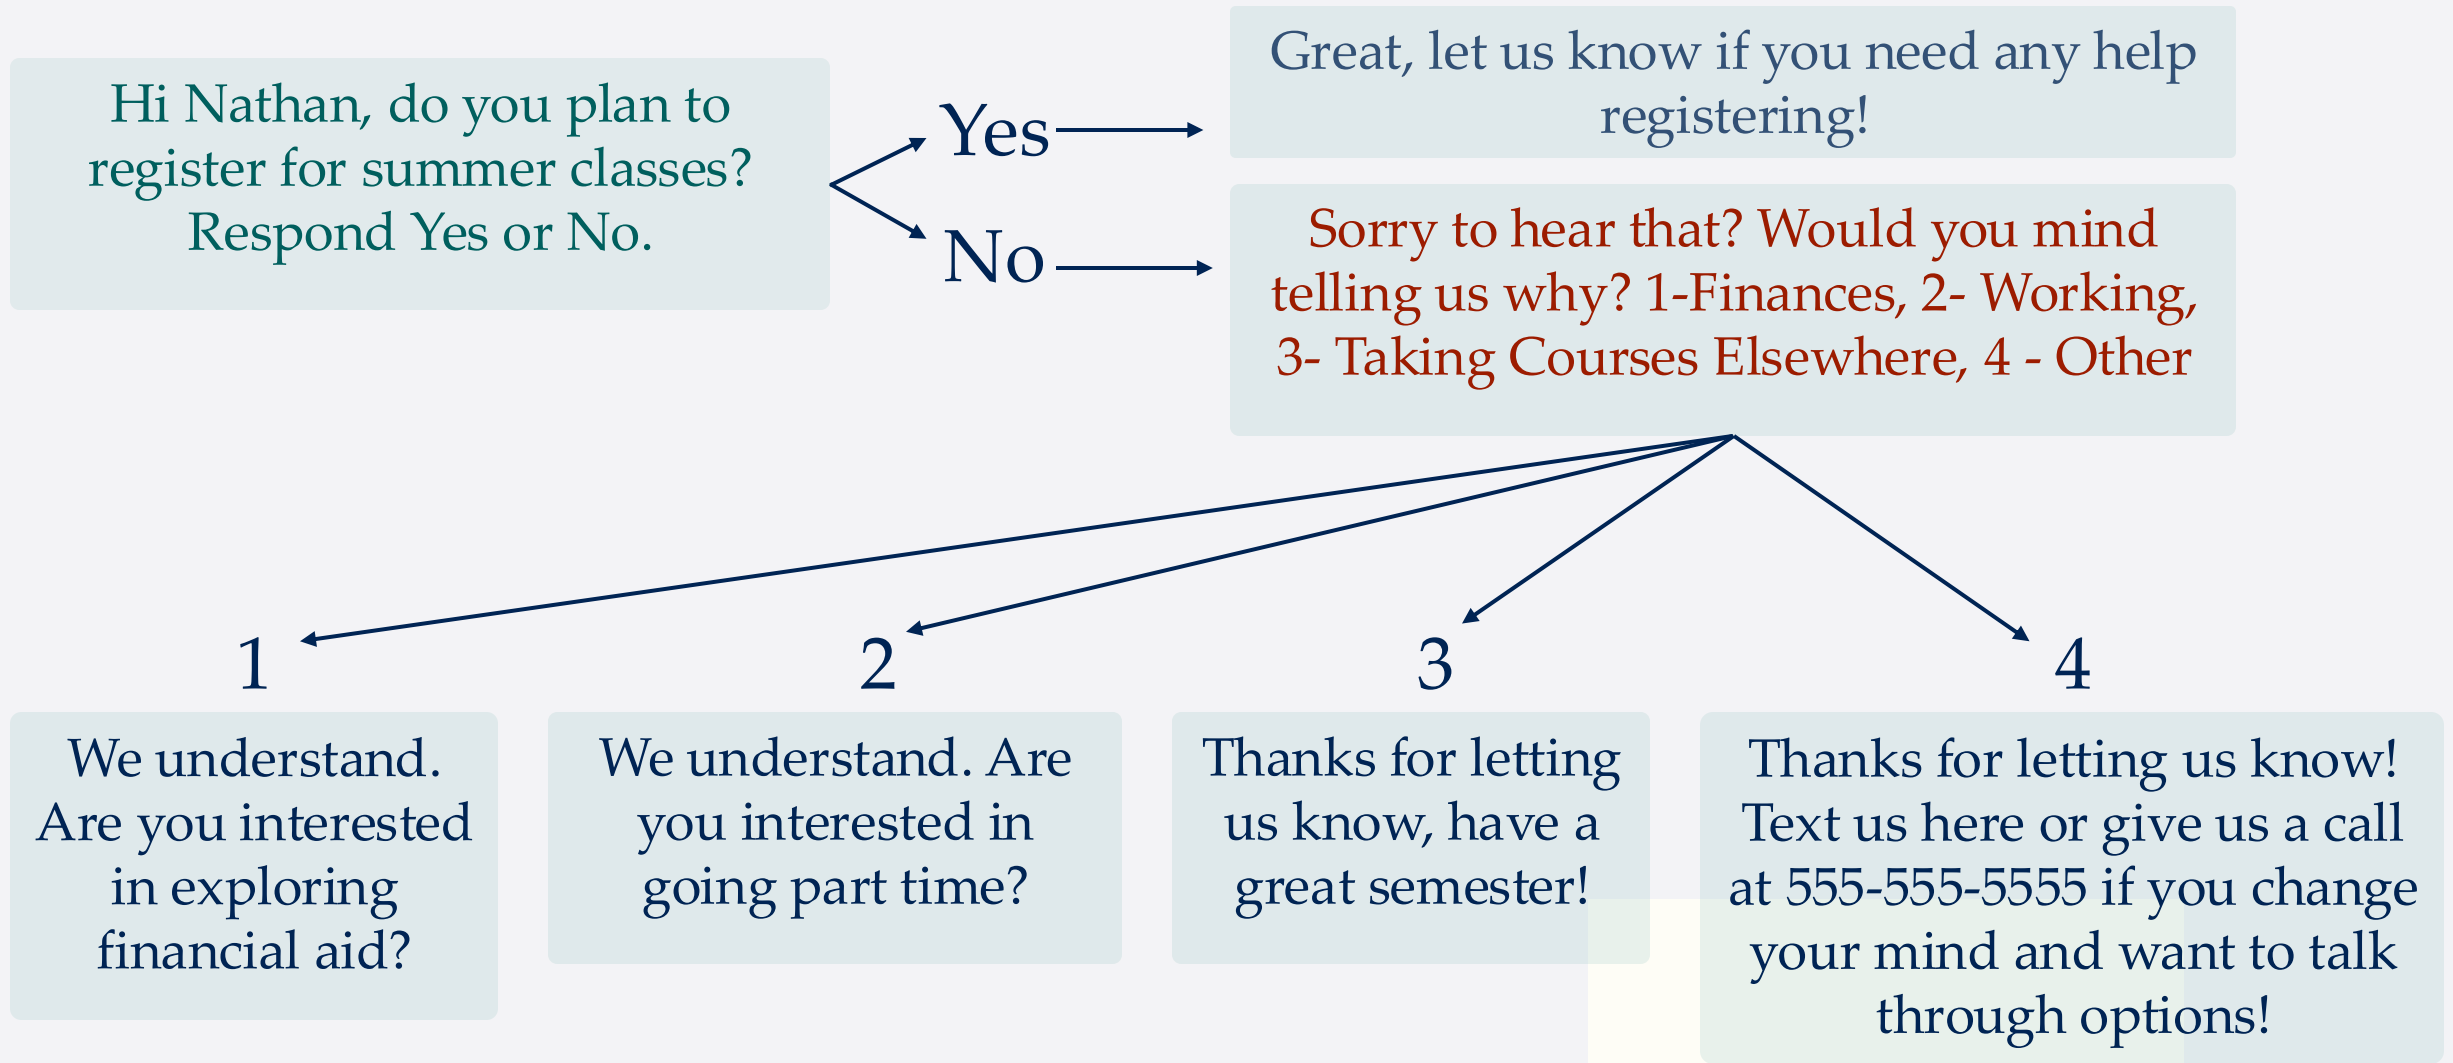 Hi Nathan, do you plan to
register for summer classes?
Respond Yes or No.
Yes
Great, let us know if you need any help
registering!
No
Sorry to hear that? Would you mind
telling us why? 1-Finances, 2- Working,
3- Taking Courses Elsewhere, 4 - Other
1
We understand.
Are you interested
in exploring
financial aid?
2
We understand. Are
you interested in
going part time?
3
Thanks for letting
us know, have a
great semester!
4
Thanks for letting us know!
Text us here or give us a call
at 555-555-5555 if you change
your mind and want to talk
through options!